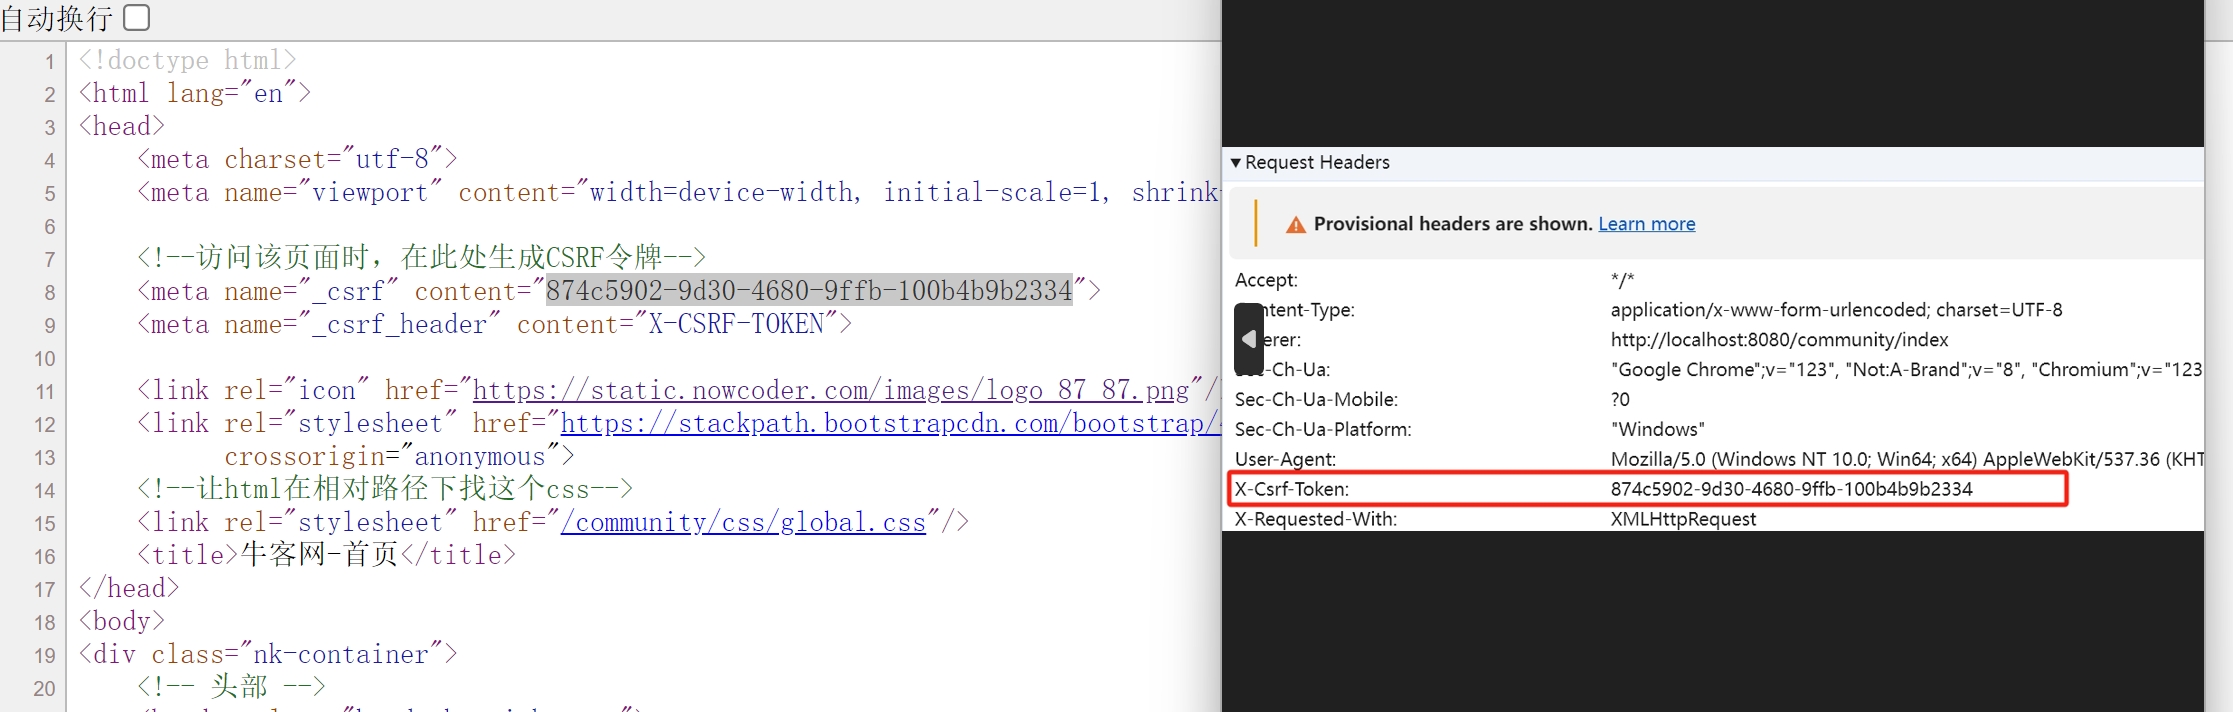 自动换行
1 <!doctype html>
2 <html lang="en">
3 <head>
4 <meta charset="utf-8">
5 <meta name="viewport" content="width=device-width, initial-scale=1, shrink-
6
7 <!--访问该页面时，在此处生成CSRF令牌-->
8 <meta name="_csrf" content="874c5902-9d30-4680-9ffb-100b4b9b2334">
9 <meta name="_csrf_header" content="X-CSRF-TOKEN">
10
11 <link rel="icon" href="https://static.nowcoder.com/images/logo_87_87.png"/
12 <link rel="stylesheet" href="https://stackpath.bootstrapcdn.com/bootstrap/
13 crossorigin="anonymous">
14 <!--让html在相对路径下找这个css-->
15 <link rel="stylesheet" href="/community/css/global.css"/>
16 <title>牛客网-首页</title>
17 </head>
18 <body>
19 <div class="nk-container">
20 <!-- 头部 -->
Request Headers
Provisional headers are shown. Learn more
Accept: */*
ntent-Type: application/x-www-form-urlencoded; charset=UTF-8
erer: http://localhost:8080/community/index
Sec-Ch-Ua: "Google Chrome";v="123", "Not:A-Brand";v="8", "Chromium";v="123
Sec-Ch-Ua-Mobile: ?0
Sec-Ch-Ua-Platform: "Windows"
User-Agent: Mozilla/5.0 (Windows NT 10.0; Win64; x64) AppleWebKit/537.36 (KHT
X-Csrf-Token: 874c5902-9d30-4680-9ffb-100b4b9b2334
X-Requested-With: XMLHttpRequest